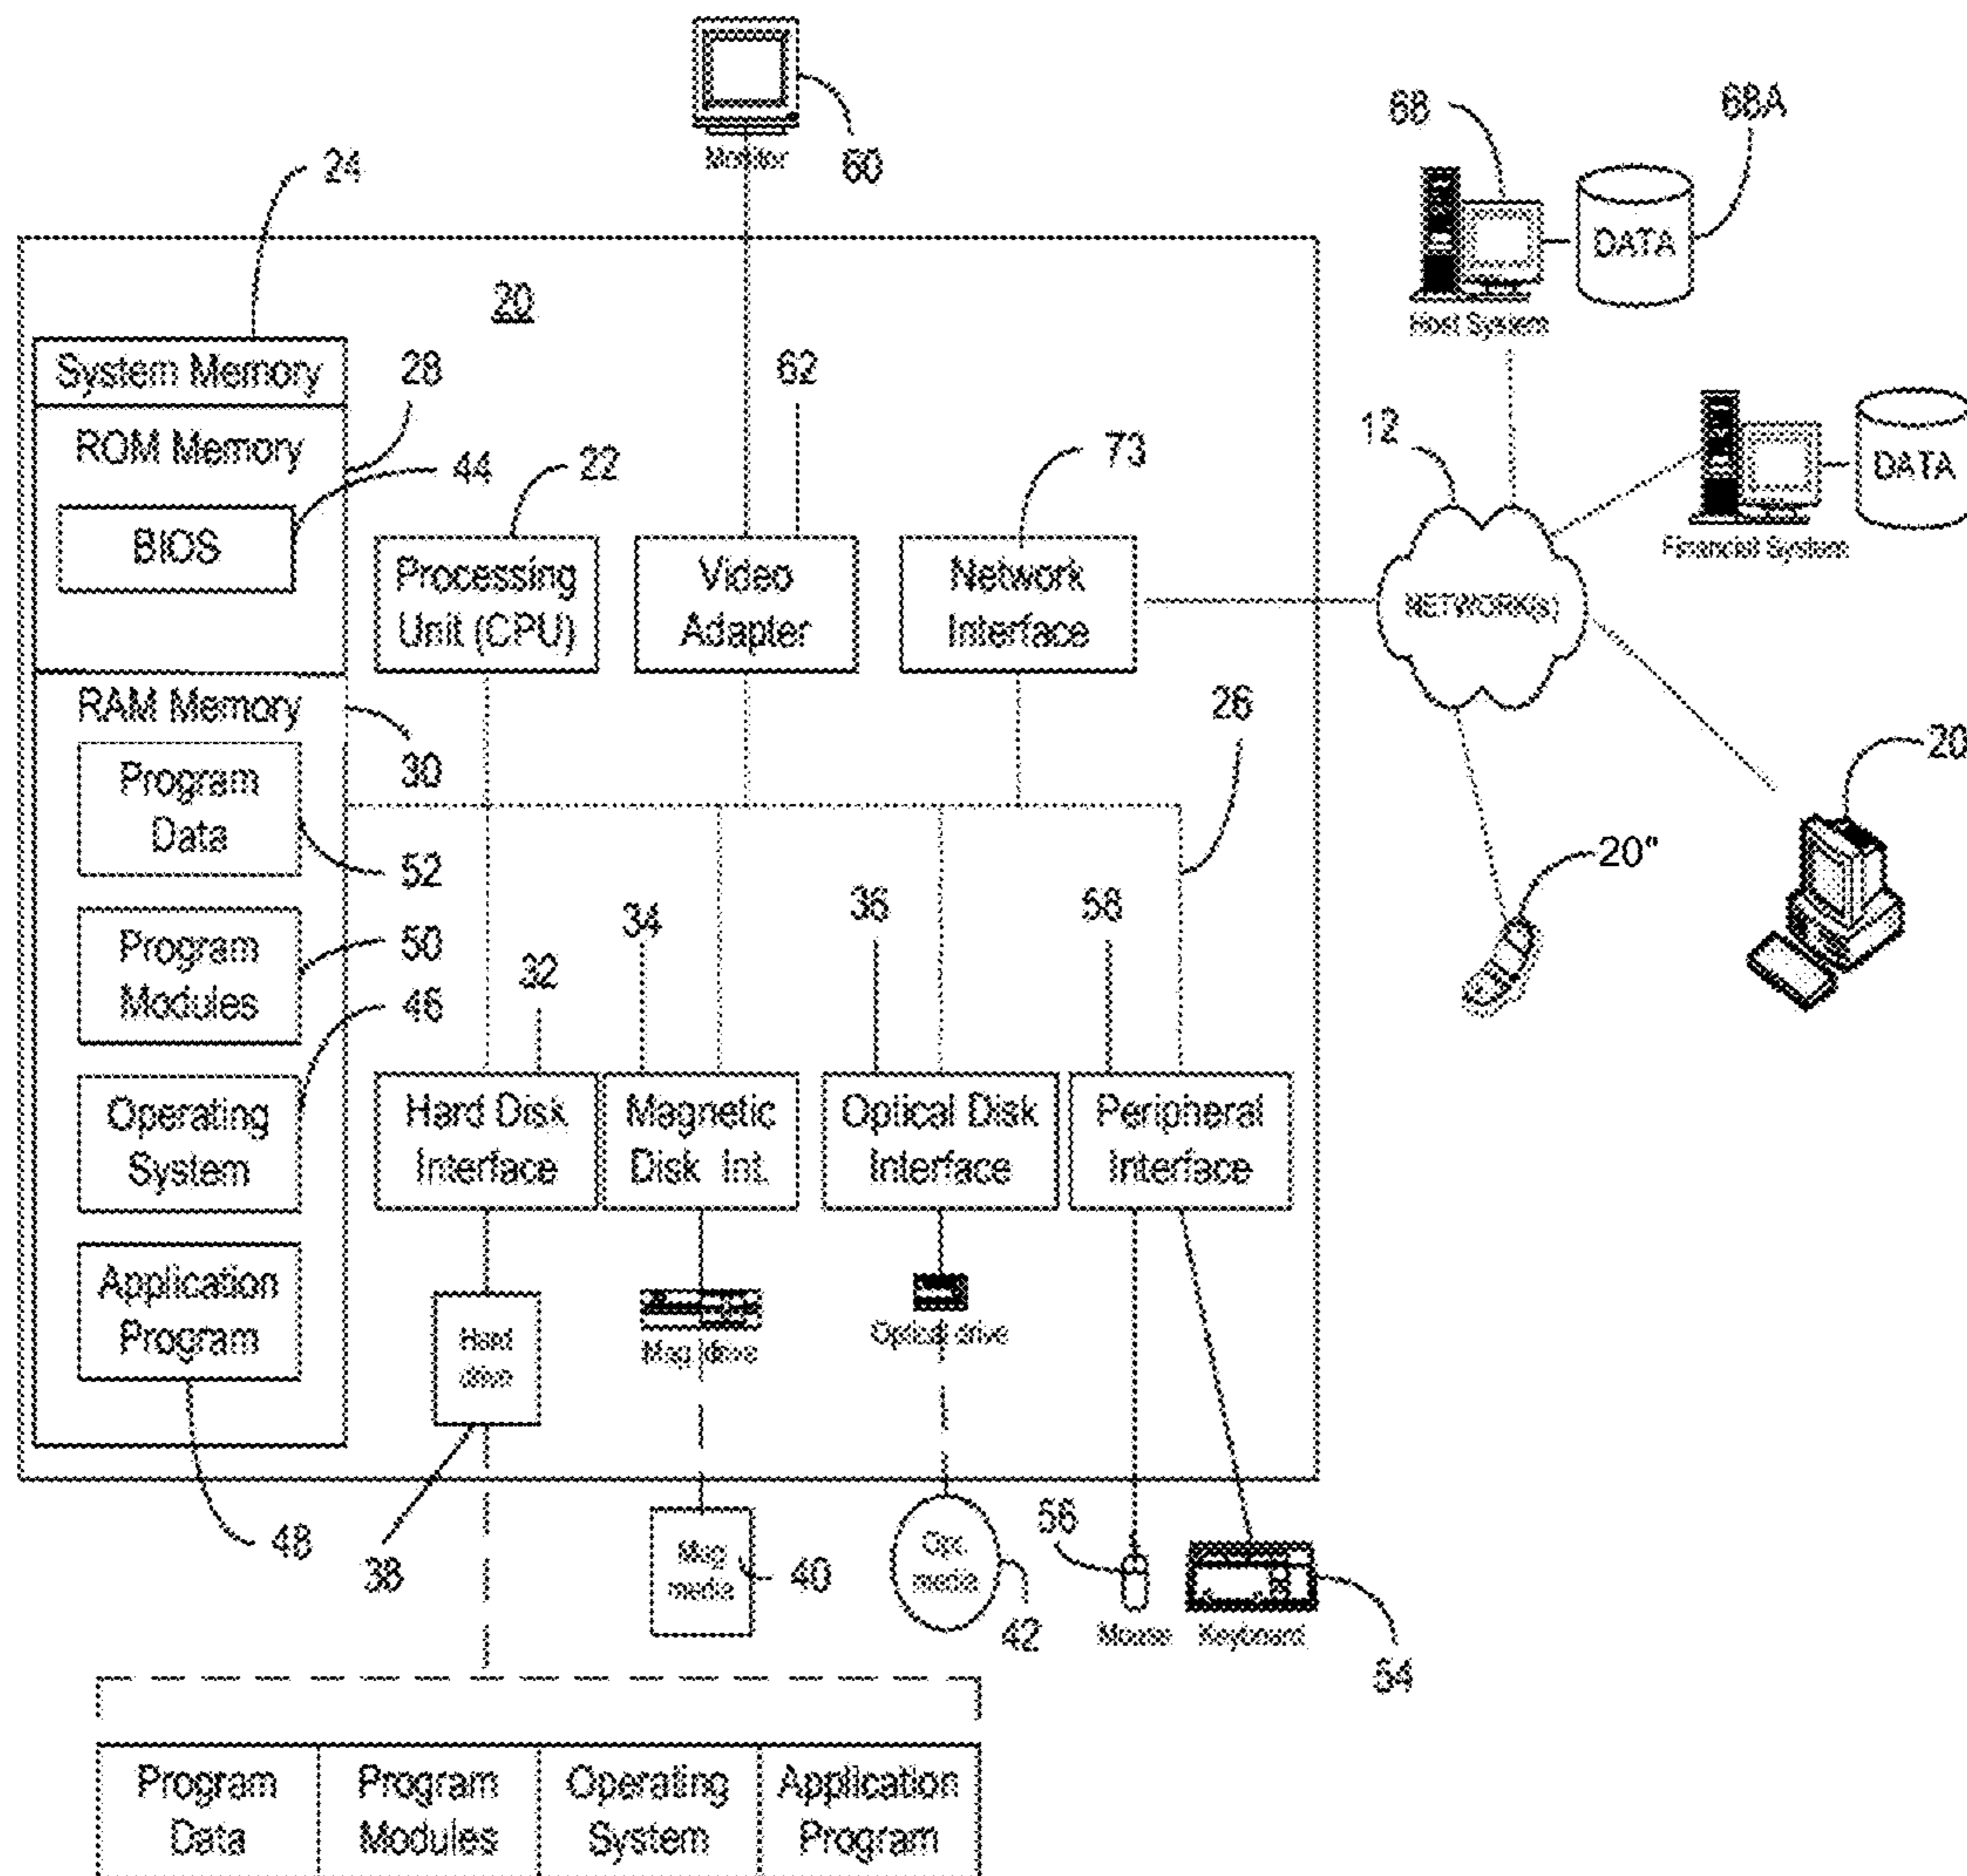 Monitor
60
68
68A
DATA
Host System
24
20
System Memory
28
ROM Memory
44
BIOS
22
Processing
Unit (CPU)
62
Video
Adapter
73
Network
Interface
12
NETWORK(s)
DATA
Financial System
RAM Memory
30
Program
Data
52
Program
Modules
50
46
Operating
System
Application
Program
48
26
20
20"
32
34
36
58
Hard Disk
Interface
Magnetic
Disk Int.
Optical Disk
Interface
Peripheral
Interface
Hard
drive
Mag drive
Optical drive
38
Mag
media
40
Opt.
media
42
56
Mouse
Keyboard
54
Program
Data
Program
Modules
Operating
System
Application
Program